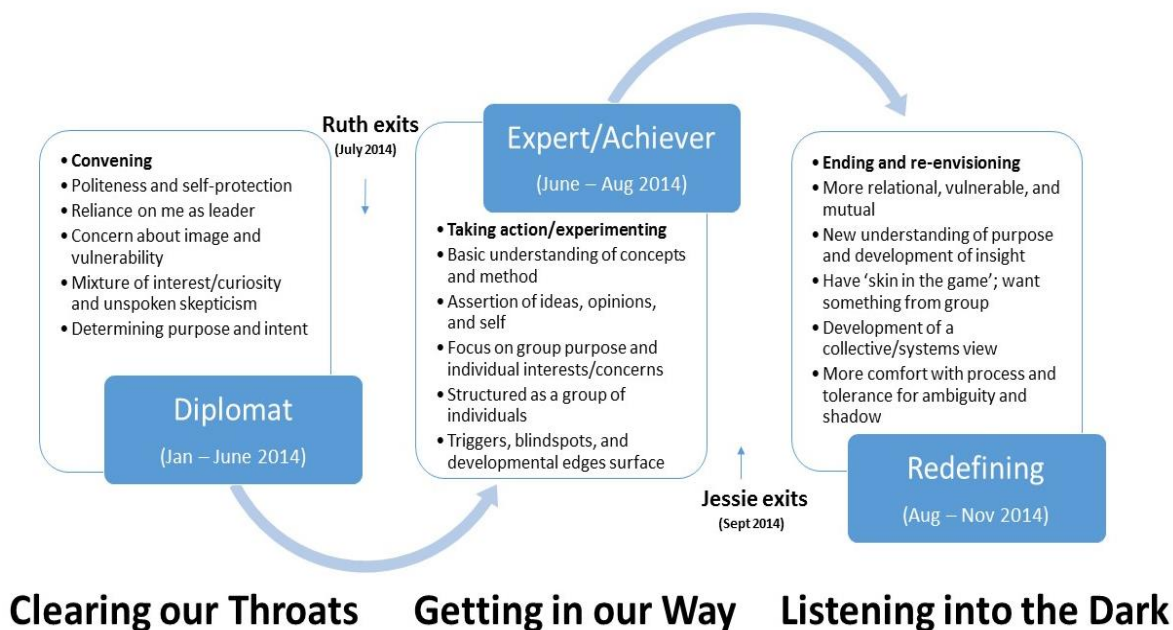 • Convening
• Politeness and self-protection
• Reliance on me as leader
• Concern about image and
vulnerability
• Mixture of interest/curiosity
and unspoken skepticism
• Determining purpose and intent
Diplomat
(Jan – June 2014)
Ruth exits
(July 2014)
Expert/Achiever
(June – Aug 2014)
• Taking action/experimenting
• Basic understanding of concepts
and method
• Assertion of ideas, opinions,
and self
• Focus on group purpose and
individual interests/concerns
• Structured as a group of
individuals
• Triggers, blindspots, and
developmental edges surface
Jessie exits
(Sept 2014)
• Ending and re-envisioning
• More relational, vulnerable, and
mutual
• New understanding of purpose
and development of insight
• Have ‘skin in the game’; want
something from group
• Development of a
collective/systems view
• More comfort with process and
tolerance for ambiguity and
shadow
Redefining
(Aug – Nov 2014)
Clearing our Throats
Getting in our Way
Listening into the Dark